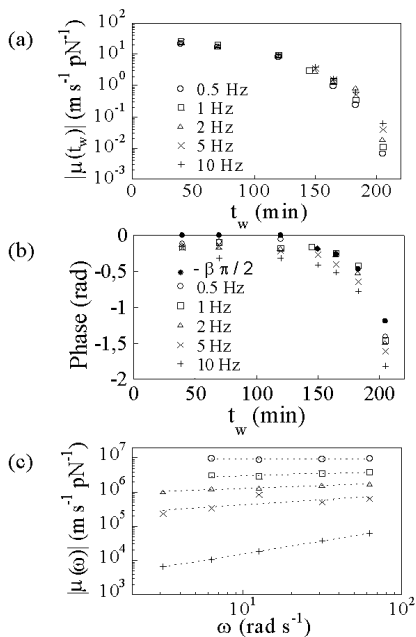 (a)
|μ(t_w)| (m s⁻¹ pN⁻¹)
10²
10¹
10⁰
10⁻¹
10⁻²
10⁻³
0.5 Hz
1 Hz
2 Hz
5 Hz
10 Hz
0 50 100 150 200
t_w (min)
(b)
Phase (rad)
0
-0,5
-1
-1,5
-2
- β π / 2
0.5 Hz
1 Hz
2 Hz
5 Hz
10 Hz
0 50 100 150 200
t_w (min)
(c)
|μ(ω)| (m s⁻¹ pN⁻¹)
10⁷
10⁶
10⁵
10⁴
10³
10¹ 10²
ω (rad s⁻¹)